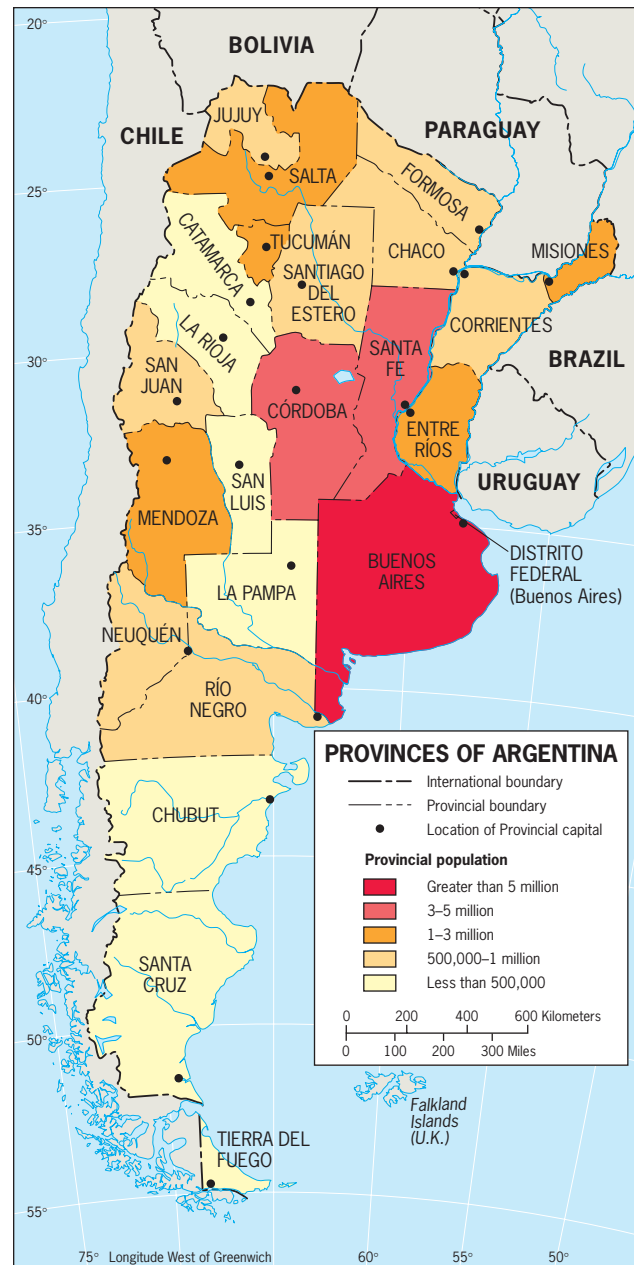 20°
BOLIVIA
JUJUY
CHILE
PARAGUAY
SALTA
25°
FORMOSA
CATAMARCA
TUCUMÁN
CHACO
MISIONES
SANTIAGO
DEL
ESTERO
LA RIOJA
CORRIENTES
30°
SAN
JUAN
SANTA
FE
BRAZIL
CÓRDOBA
ENTRE
RÍOS
SAN
LUIS
URUGUAY
MENDOZA
35°
BUENOS
AIRES
DISTRITO
FEDERAL
(Buenos Aires)
LA PAMPA
NEUQUÉN
RÍO
NEGRO
40°
PROVINCES OF ARGENTINA
International boundary
Provincial boundary
Location of Provincial capital
Provincial population
Greater than 5 million
3–5 million
1–3 million
500,000–1 million
Less than 500,000
0 200 400 600 Kilometers
0 100 200 300 Miles
CHUBUT
45°
SANTA
CRUZ
50°
Falkland
Islands
(U.K.)
TIERRA DEL
FUEGO
55°
75° Longitude West of Greenwich 60° 55° 50°